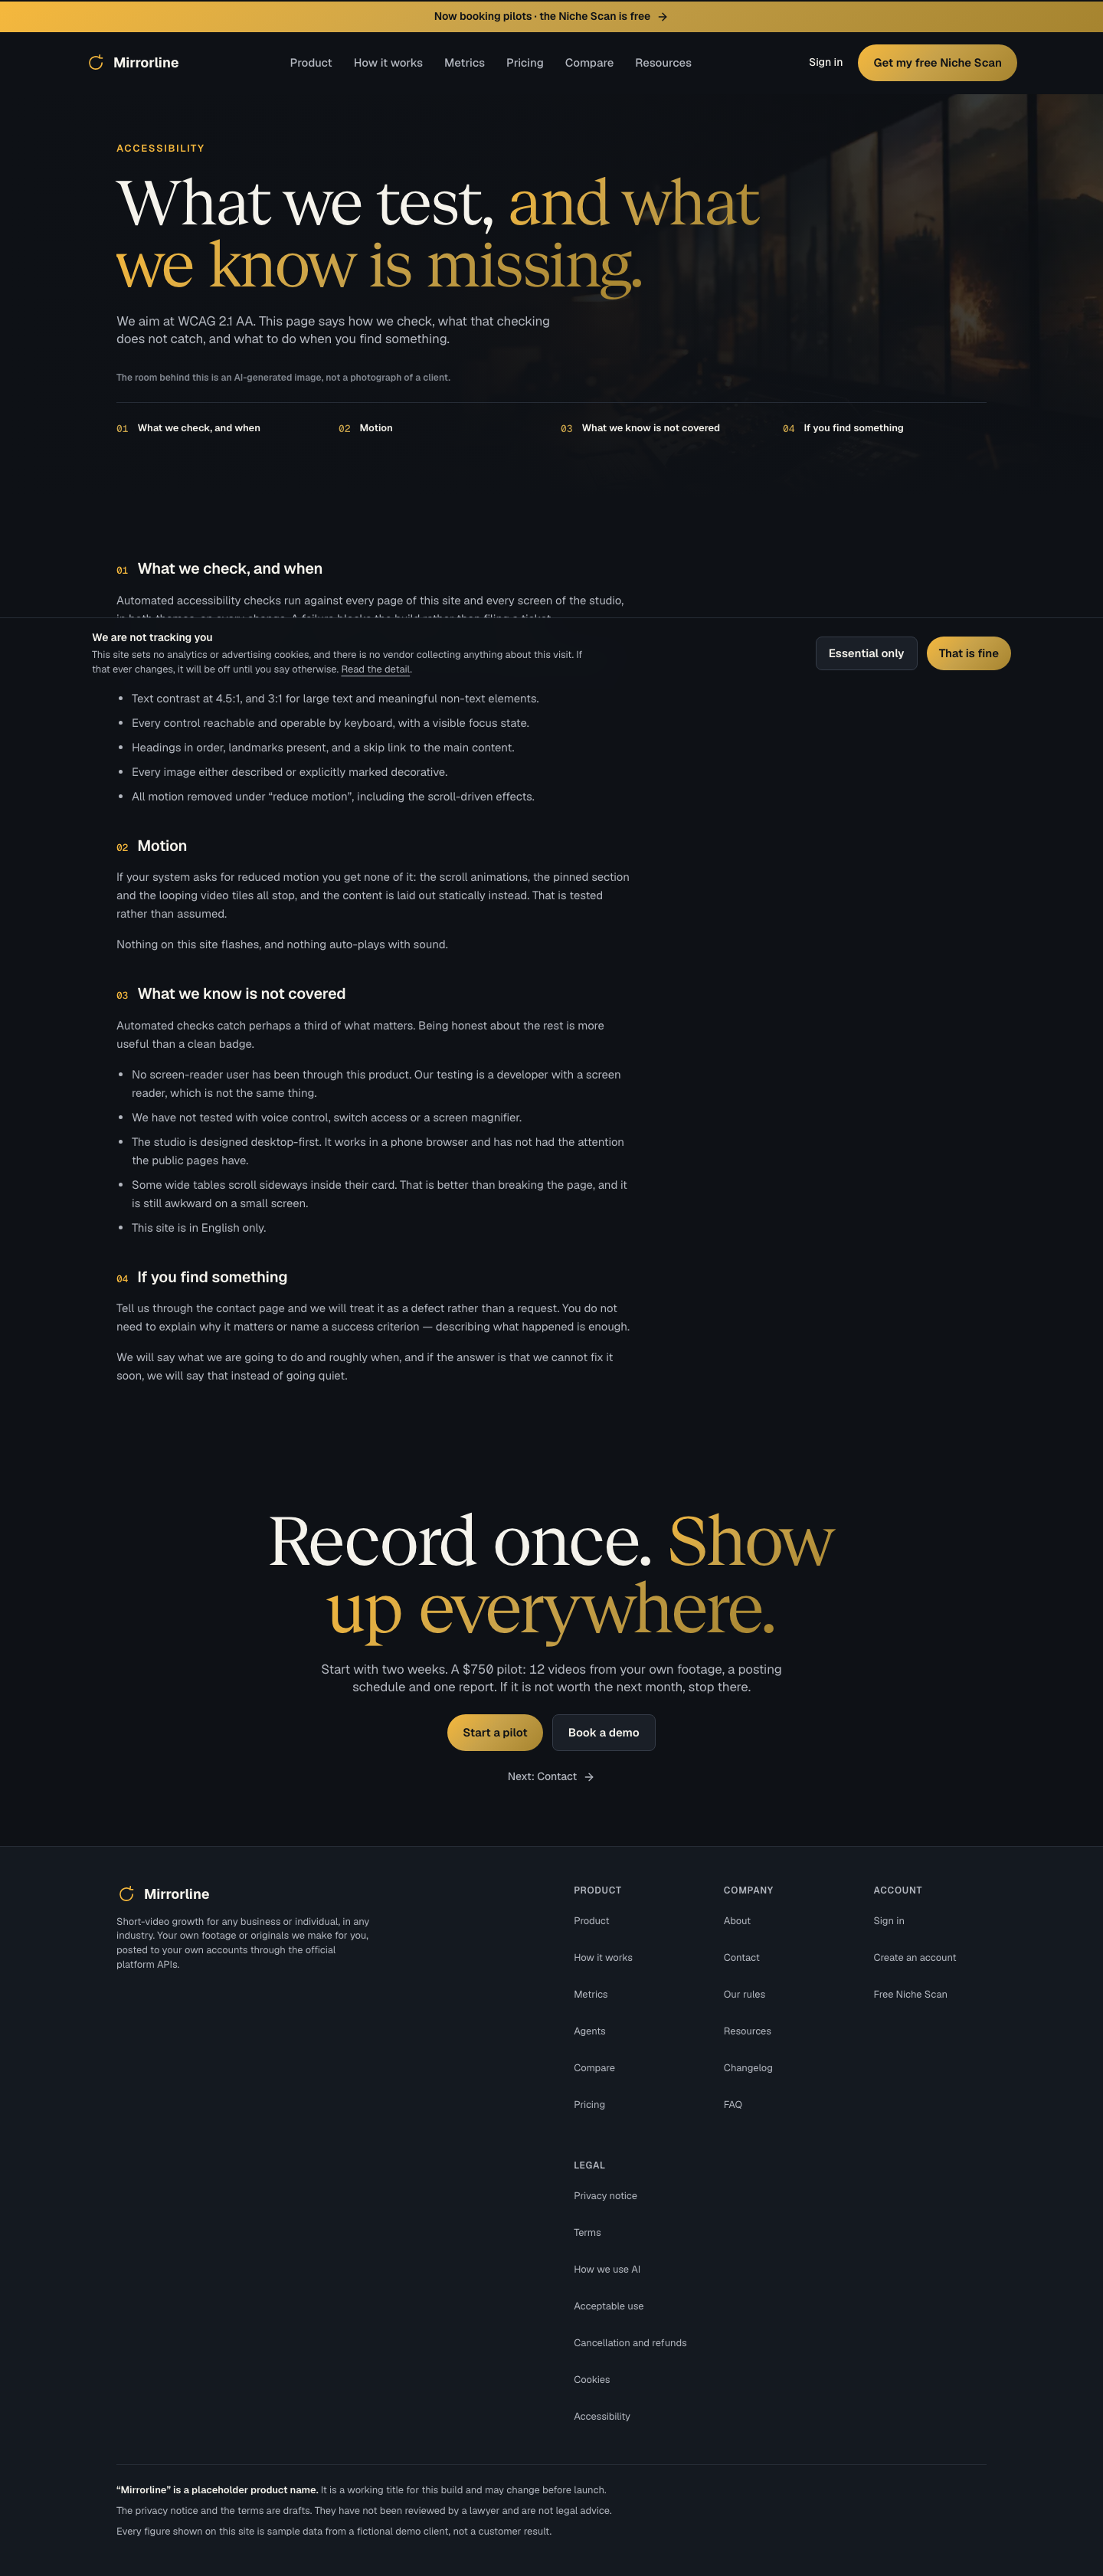 Now booking pilots · the Niche Scan is free →
Mirrorline
Product
How it works
Metrics
Pricing
Compare
Resources
Sign in
Get my free Niche Scan
ACCESSIBILITY
What we test, and what
we know is missing.
We aim at WCAG 2.1 AA. This page says how we check, what that checking
does not catch, and what to do when you find something.
The room behind this is an AI-generated image, not a photograph of a client.
01 What we check, and when
02 Motion
03 What we know is not covered
04 If you find something
01 What we check, and when
Automated accessibility checks run against every page of this site and every screen of the studio,
We are not tracking you
This site sets no analytics or advertising cookies, and there is no vendor collecting anything about this visit. If
that ever changes, it will be off until you say otherwise. Read the detail.
Essential only
That is fine
• Text contrast at 4.5:1, and 3:1 for large text and meaningful non-text elements.
• Every control reachable and operable by keyboard, with a visible focus state.
• Headings in order, landmarks present, and a skip link to the main content.
• Every image either described or explicitly marked decorative.
• All motion removed under “reduce motion”, including the scroll-driven effects.
02 Motion
If your system asks for reduced motion you get none of it: the scroll animations, the pinned section
and the looping video tiles all stop, and the content is laid out statically instead. That is tested
rather than assumed.
Nothing on this site flashes, and nothing auto-plays with sound.
03 What we know is not covered
Automated checks catch perhaps a third of what matters. Being honest about the rest is more
useful than a clean badge.
• No screen-reader user has been through this product. Our testing is a developer with a screen
reader, which is not the same thing.
• We have not tested with voice control, switch access or a screen magnifier.
• The studio is designed desktop-first. It works in a phone browser and has not had the attention
the public pages have.
• Some wide tables scroll sideways inside their card. That is better than breaking the page, and it
is still awkward on a small screen.
• This site is in English only.
04 If you find something
Tell us through the contact page and we will treat it as a defect rather than a request. You do not
need to explain why it matters or name a success criterion — describing what happened is enough.
We will say what we are going to do and roughly when, and if the answer is that we cannot fix it
soon, we will say that instead of going quiet.
Record once. Show
up everywhere.
Start with two weeks. A $750 pilot: 12 videos from your own footage, a posting
schedule and one report. If it is not worth the next month, stop there.
Start a pilot
Book a demo
Next: Contact →
Mirrorline
Short-video growth for any business or individual, in any
industry. Your own footage or originals we make for you,
posted to your own accounts through the official
platform APIs.
PRODUCT
Product
How it works
Metrics
Agents
Compare
Pricing
COMPANY
About
Contact
Our rules
Resources
Changelog
FAQ
ACCOUNT
Sign in
Create an account
Free Niche Scan
LEGAL
Privacy notice
Terms
How we use AI
Acceptable use
Cancellation and refunds
Cookies
Accessibility
“Mirrorline” is a placeholder product name. It is a working title for this build and may change before launch.
The privacy notice and the terms are drafts. They have not been reviewed by a lawyer and are not legal advice.
Every figure shown on this site is sample data from a fictional demo client, not a customer result.